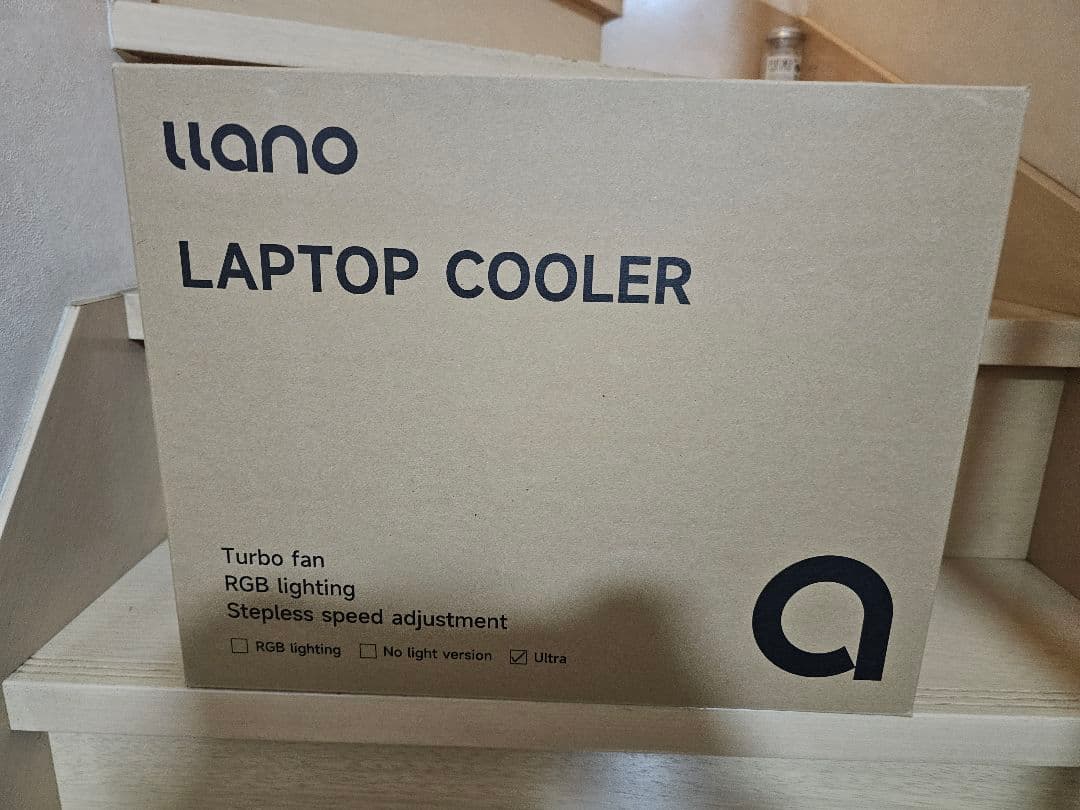 llano
LAPTOP COOLER
Turbo fan
RGB lighting
Stepless speed adjustment
☐ RGB lighting ☐ No light version ☑ Ultra
a